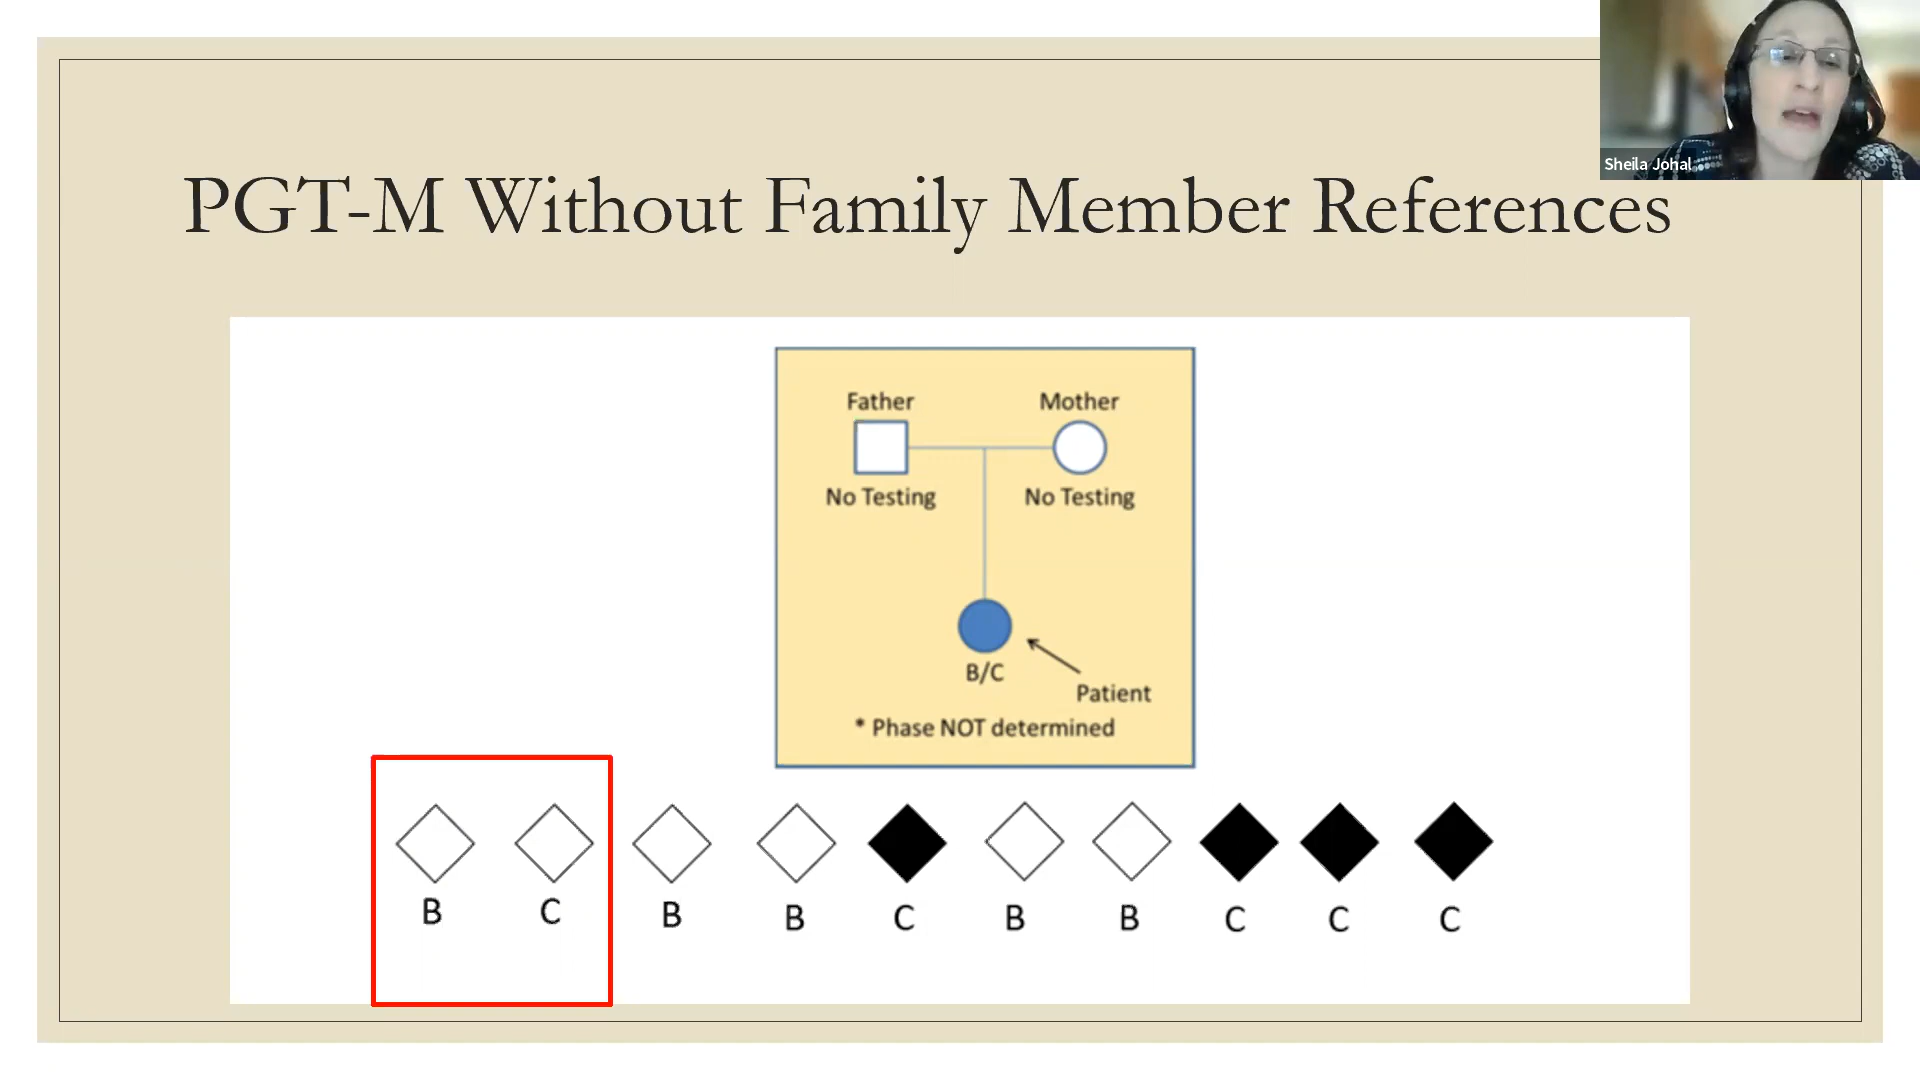 Sheila Johal
PGT-M Without Family Member References
Father Mother
No Testing No Testing
B/C
Patient
* Phase NOT determined
B C B B C B B C C C